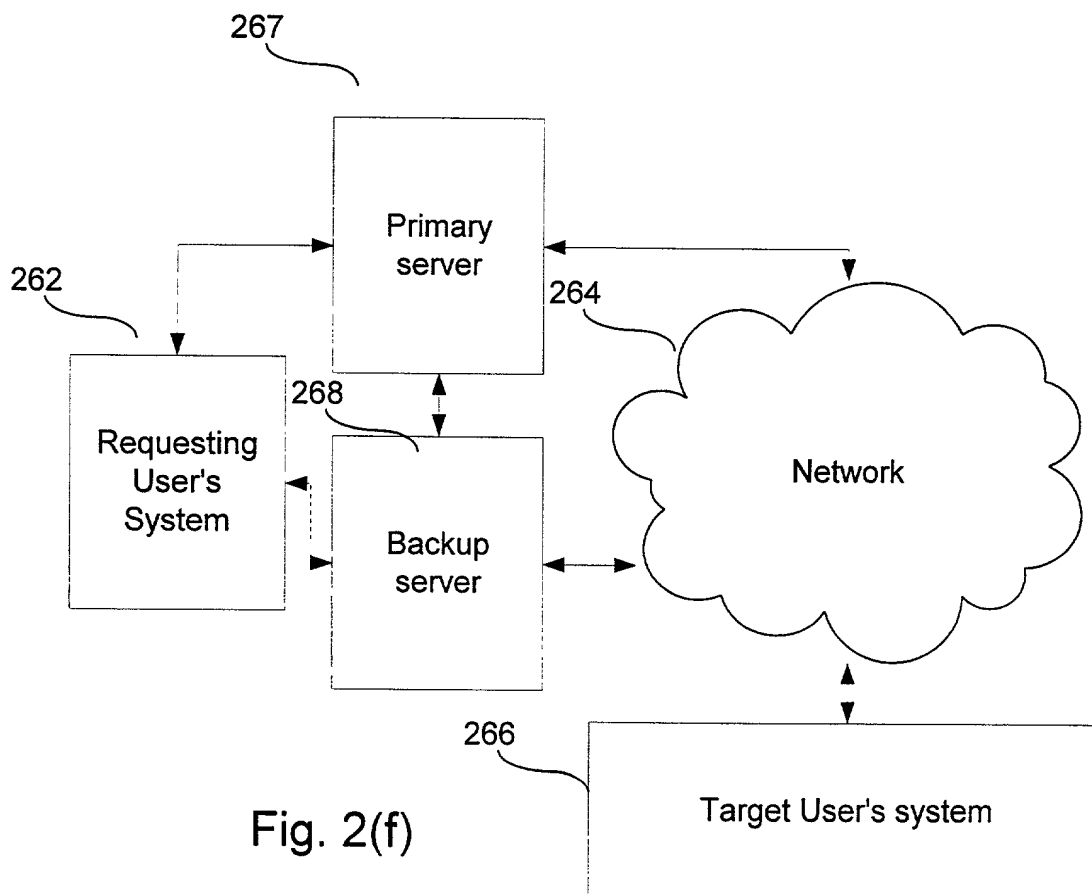 267
Primary
server
262
264
268
Requesting
User's
System
Network
Backup
server
266
Target User's system
Fig. 2(f)